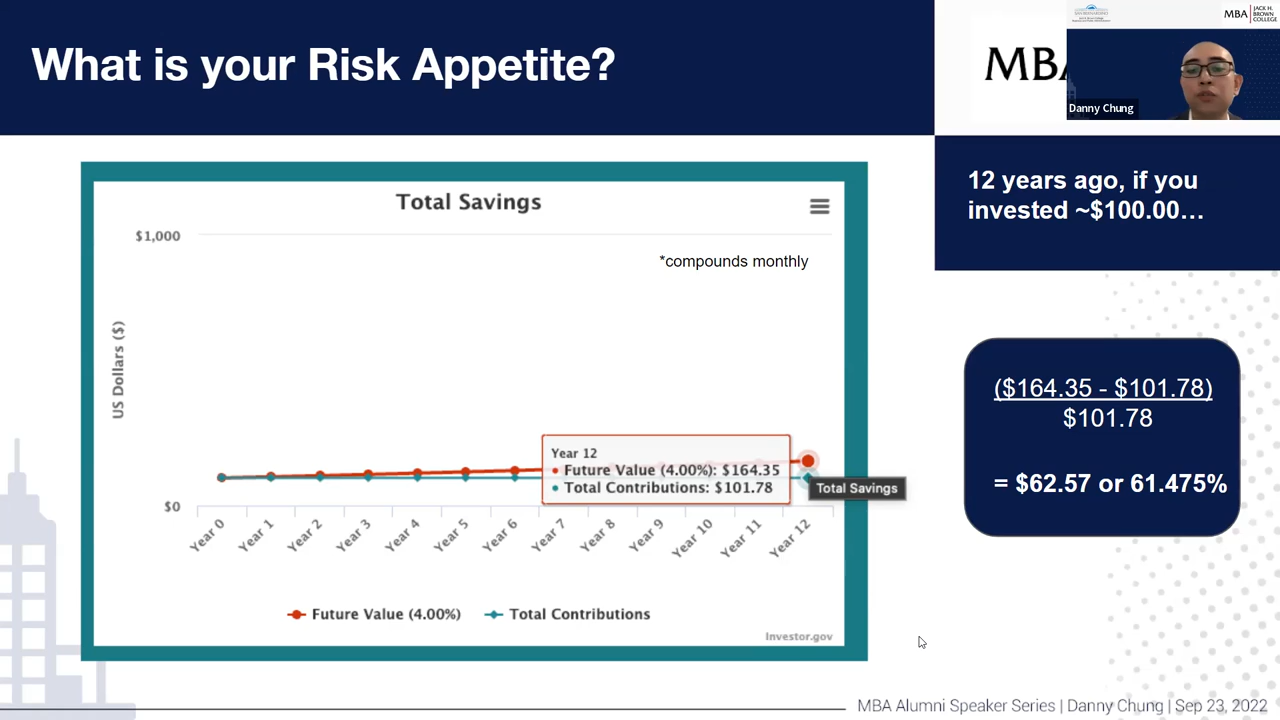 What is your Risk Appetite?
MBA
MBA
JACK H.
BROWN
COLLEGE
Danny Chung
12 years ago, if you
invested ~$100.00…
Total Savings
$1,000
*compounds monthly
US Dollars ($)
Year 12
• Future Value (4.00%): $164.35
• Total Contributions: $101.78
Total Savings
$0
Year 0
Year 1
Year 2
Year 3
Year 4
Year 5
Year 6
Year 7
Year 8
Year 9
Year 10
Year 11
Year 12
Future Value (4.00%)
Total Contributions
Investor.gov
($164.35 - $101.78)
$101.78
= $62.57 or 61.475%
MBA Alumni Speaker Series | Danny Chung | Sep 23, 2022